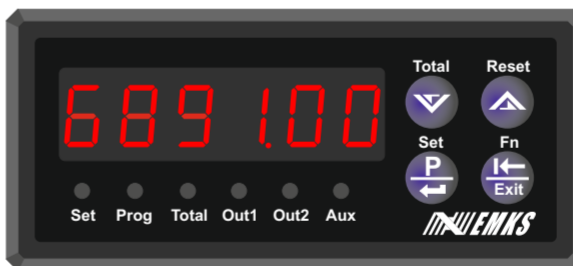 Total Reset
6891.00
Set Fn
P
Exit
Set Prog Total Out1 Out2 Aux
EMKS